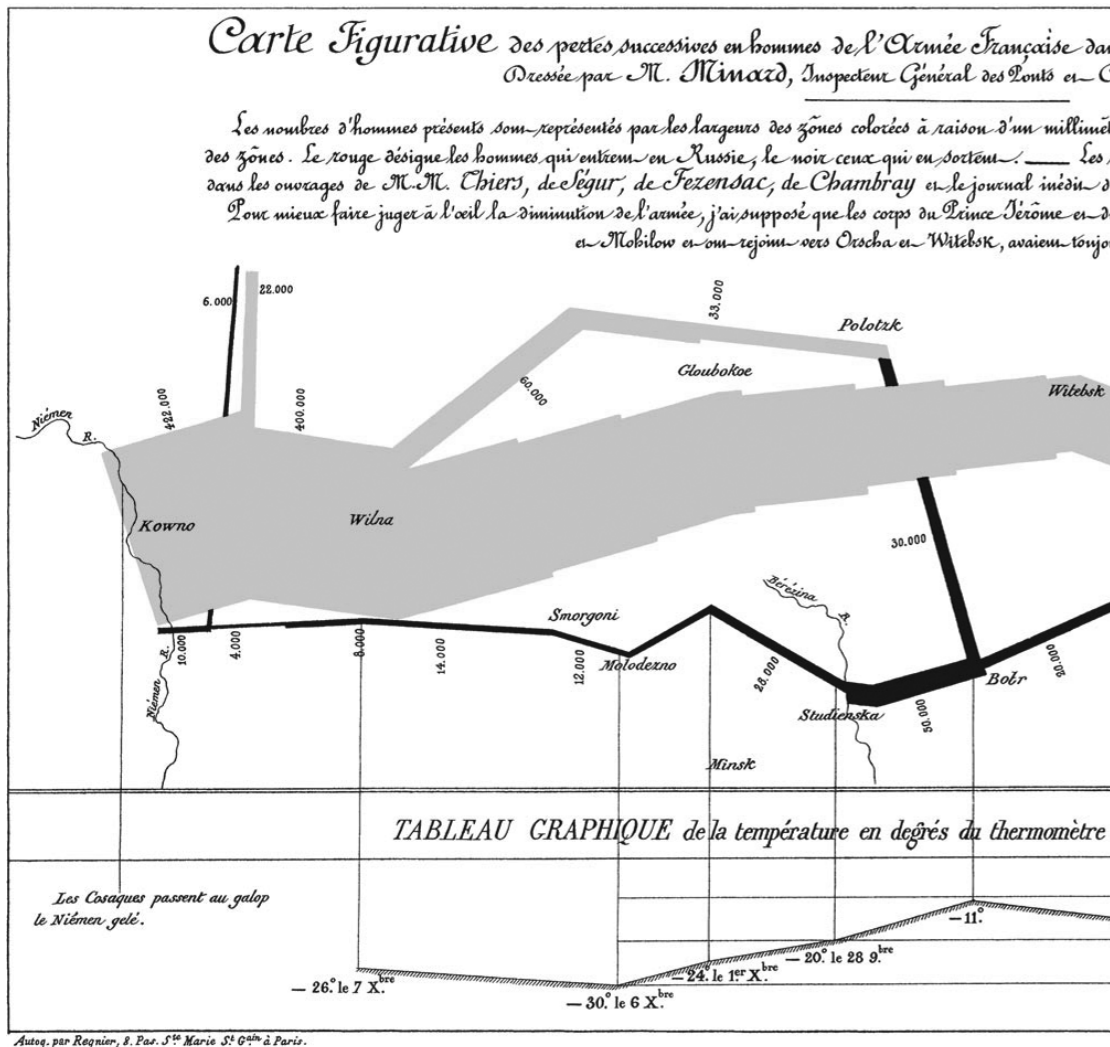 Carte Figurative des pertes successives en hommes de l'Armée Française dan
Dressée par M. Minard, Inspecteur Général des Ponts et C
Les nombres d'hommes présents sont représentés par les largeurs des zônes colorées à raison d'un millimèt
des zônes. Le rouge désigne les hommes qui entrent en Russie, le noir ceux qui en sortent. Les
dans les ouvrages de M.M. Thiers, de Ségur, de Fezensac, de Chambray et le journal inédit d
Pour mieux faire juger à l'œil la diminution de l'armée, j'ai supposé que les corps du Prince Jérôme et d
et Mohilow et ont rejoint vers Orscha et Witebsk, avaient toujo
6.000
22.000
33.000
Polotzk
Gloubokoe
Witebsk
60.000
422.000
400.000
Niémen R.
Kowno
Wilna
30.000
Bérézina R.
Smorgoni
10.000
4.000
8.000
14.000
12.000
Molodezno
28.000
20.000
Botr
Studienska
50.000
Niémen R.
Minsk
TABLEAU GRAPHIQUE de la température en degrés du thermomètre
Les Cosaques passent au galop
le Niémen gelé.
— 11.°
— 20.° le 28 9.bre
— 24.° le 1.er X.bre
— 26.° le 7 X.bre
— 30.° le 6 X.bre
Autog. par Regnier, 8. Pas. S.te Marie S.t G.ain à Paris.